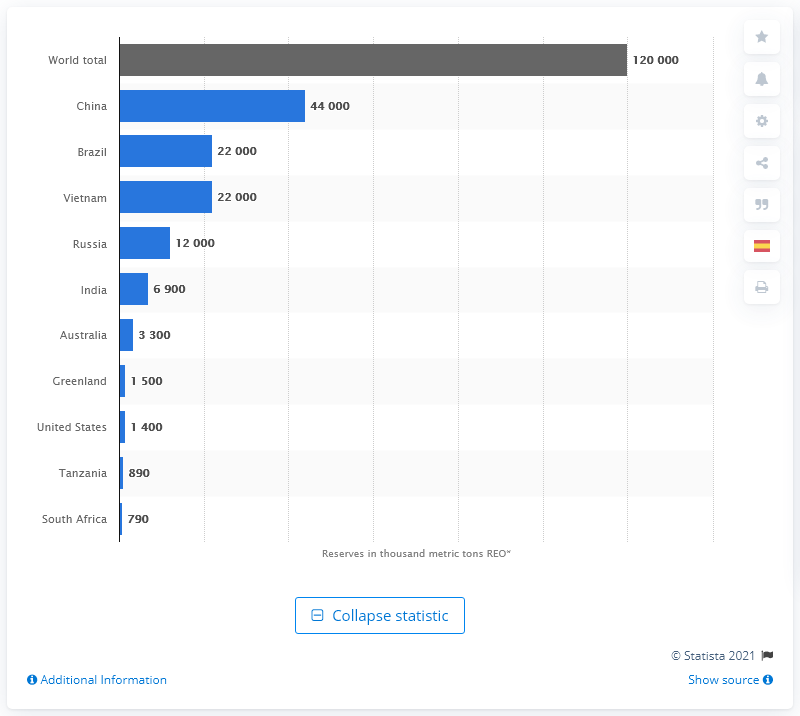 World total 120 000
China 44 000
Brazil 22 000
Vietnam 22 000
Russia 12 000
India 6 900
Australia 3 300
Greenland 1 500
United States 1 400
Tanzania 890
South Africa 790
Reserves in thousand metric tons REO*
Collapse statistic
© Statista 2021
Additional Information Show source